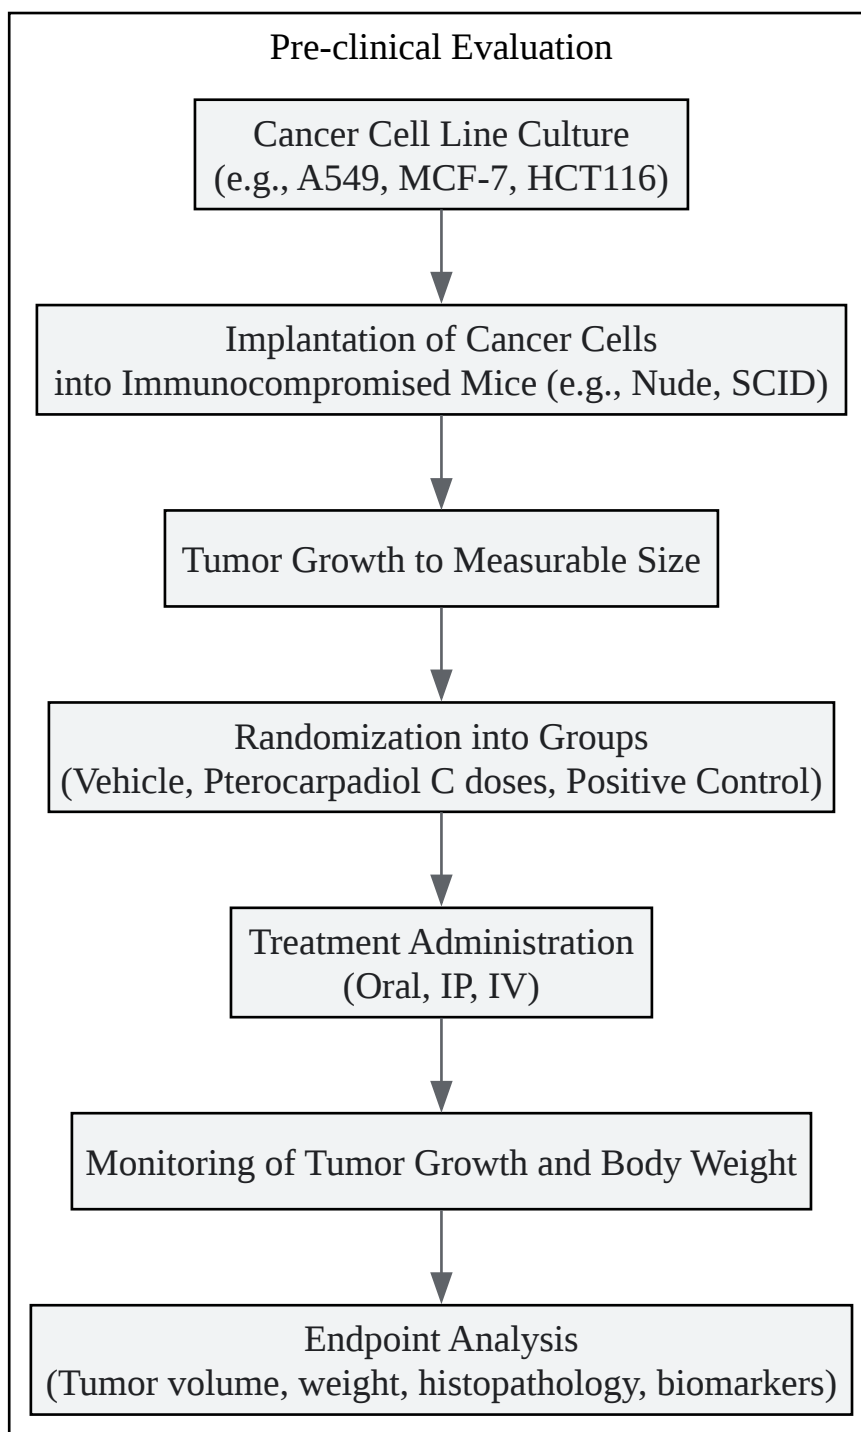 Pre-clinical Evaluation
Cancer Cell Line Culture
(e.g., A549, MCF-7, HCT116)
Implantation of Cancer Cells
into Immunocompromised Mice (e.g., Nude, SCID)
Tumor Growth to Measurable Size
Randomization into Groups
(Vehicle, Pterocarpadiol C doses, Positive Control)
Treatment Administration
(Oral, IP, IV)
Monitoring of Tumor Growth and Body Weight
Endpoint Analysis
(Tumor volume, weight, histopathology, biomarkers)